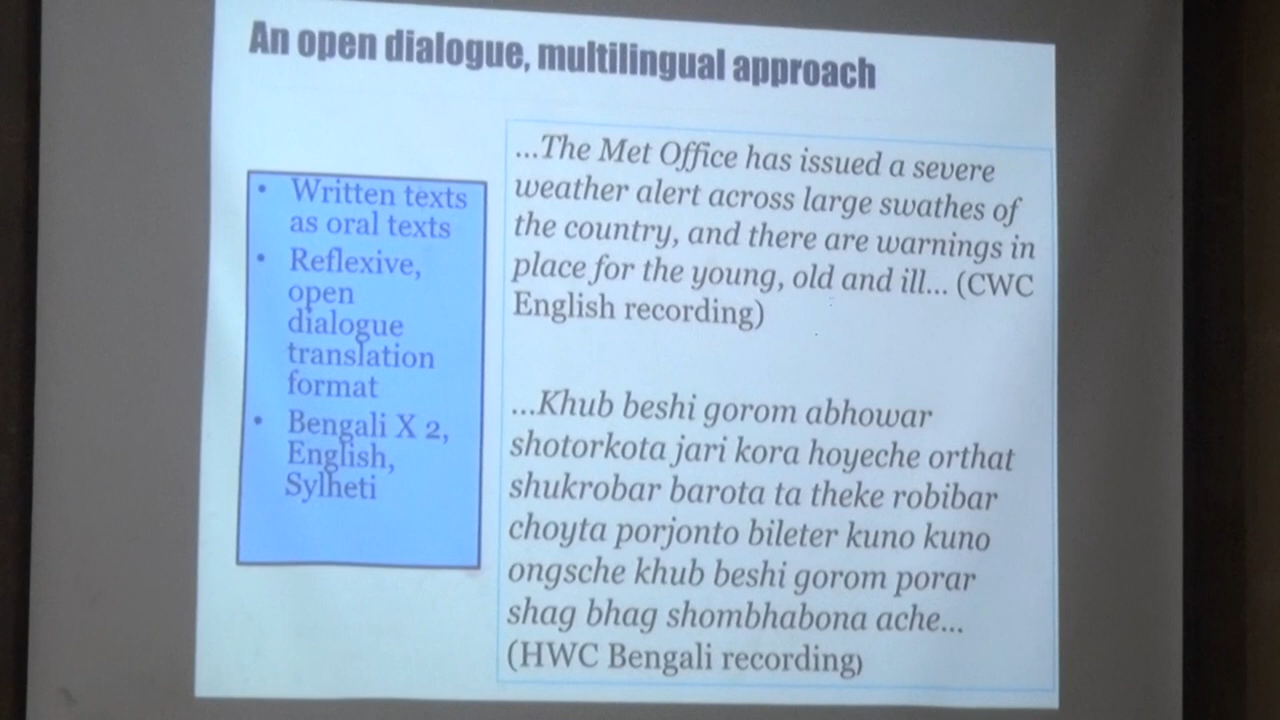 An open dialogue, multilingual approach
• Written texts
as oral texts
• Reflexive,
open
dialogue
translation
format
• Bengali X 2,
English,
Sylheti
...The Met Office has issued a severe
weather alert across large swathes of
the country, and there are warnings in
place for the young, old and ill... (CWC
English recording)
...Khub beshi gorom abhowar
shotorkota jari kora hoyeche orthat
shukrobar barota ta theke robibar
choyta porjonto bileter kuno kuno
ongsche khub beshi gorom porar
shag bhag shombhabona ache...
(HWC Bengali recording)